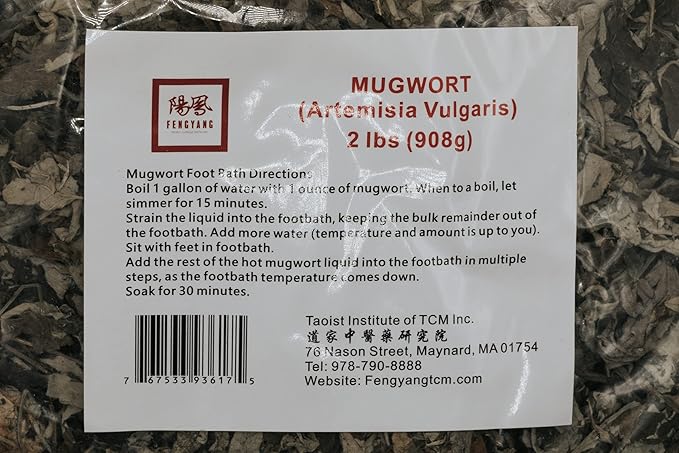 陽鳳
FENGYANG
MUGWORT
(Artemisia Vulgaris)
2 lbs (908g)
Mugwort Foot Bath Directions
Boil 1 gallon of water with 1 ounce of mugwort. When to a boil, let
simmer for 15 minutes.
Strain the liquid into the footbath, keeping the bulk remainder out of
the footbath. Add more water (temperature and amount is up to you).
Sit with feet in footbath.
Add the rest of the hot mugwort liquid into the footbath in multiple
steps, as the footbath temperature comes down.
Soak for 30 minutes.
7 67533 93617 5
Taoist Institute of TCM Inc.
道家中醫藥研究院
76 Nason Street, Maynard, MA 01754
Tel: 978-790-8888
Website: Fengyangtcm.com